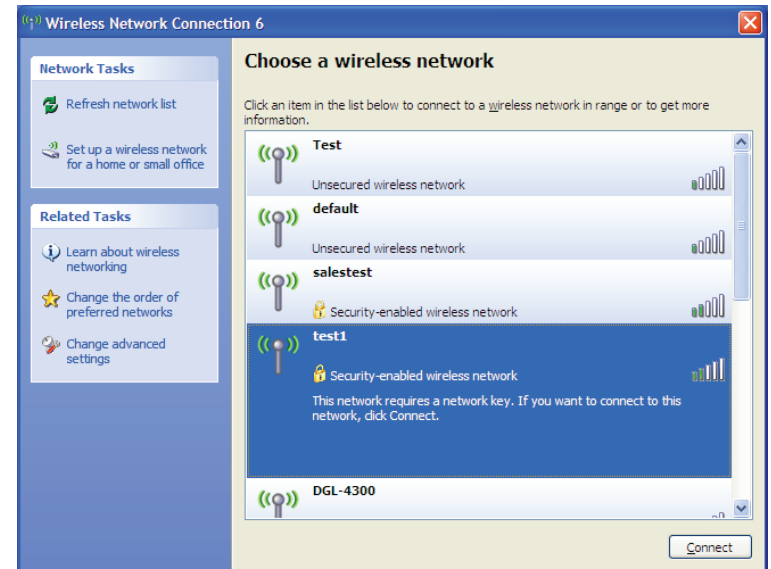 Wireless Network Connection 6
Network Tasks
Refresh network list
Set up a wireless network
for a home or small office
Related Tasks
Learn about wireless
networking
Change the order of
preferred networks
Change advanced
settings
Choose a wireless network
Click an item in the list below to connect to a wireless network in range or to get more
information.
Test
Unsecured wireless network
default
Unsecured wireless network
salestest
Security-enabled wireless network
test1
Security-enabled wireless network
This network requires a network key. If you want to connect to this
network, click Connect.
DGL-4300
Connect